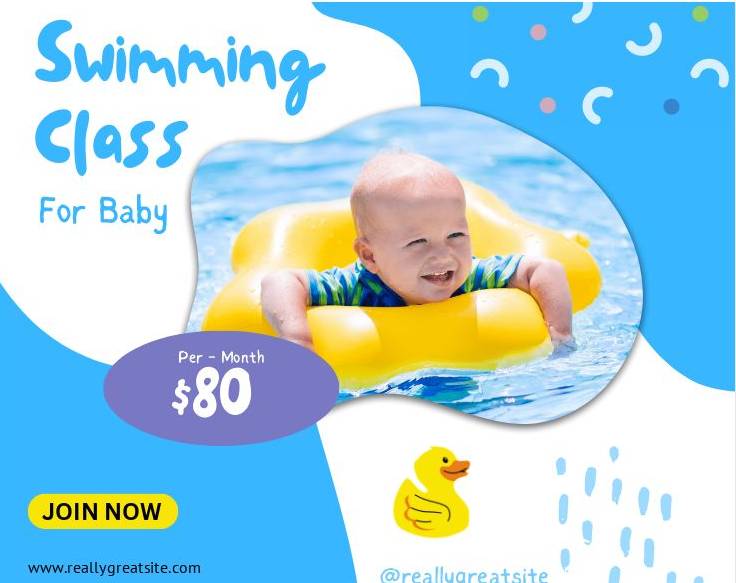 Swimming
Class
For Baby
Per - Month
$80
JOIN NOW
www.reallygreatsite.com
@reallygreatsite